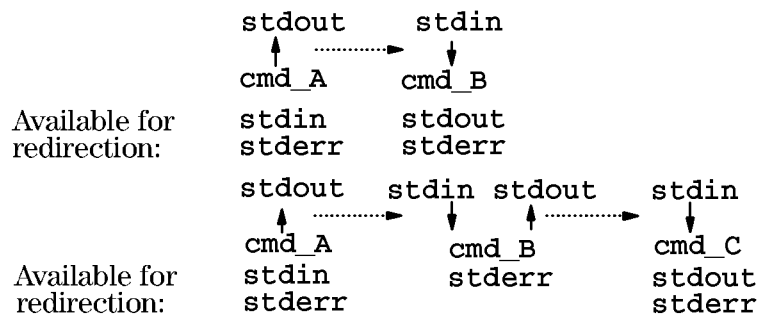 stdout stdin
cmd_A cmd_B
Available for stdin stdout
redirection: stderr stderr
stdout stdin stdout stdin
cmd_A cmd_B cmd_C
Available for stdin stderr stdout
redirection: stderr stderr